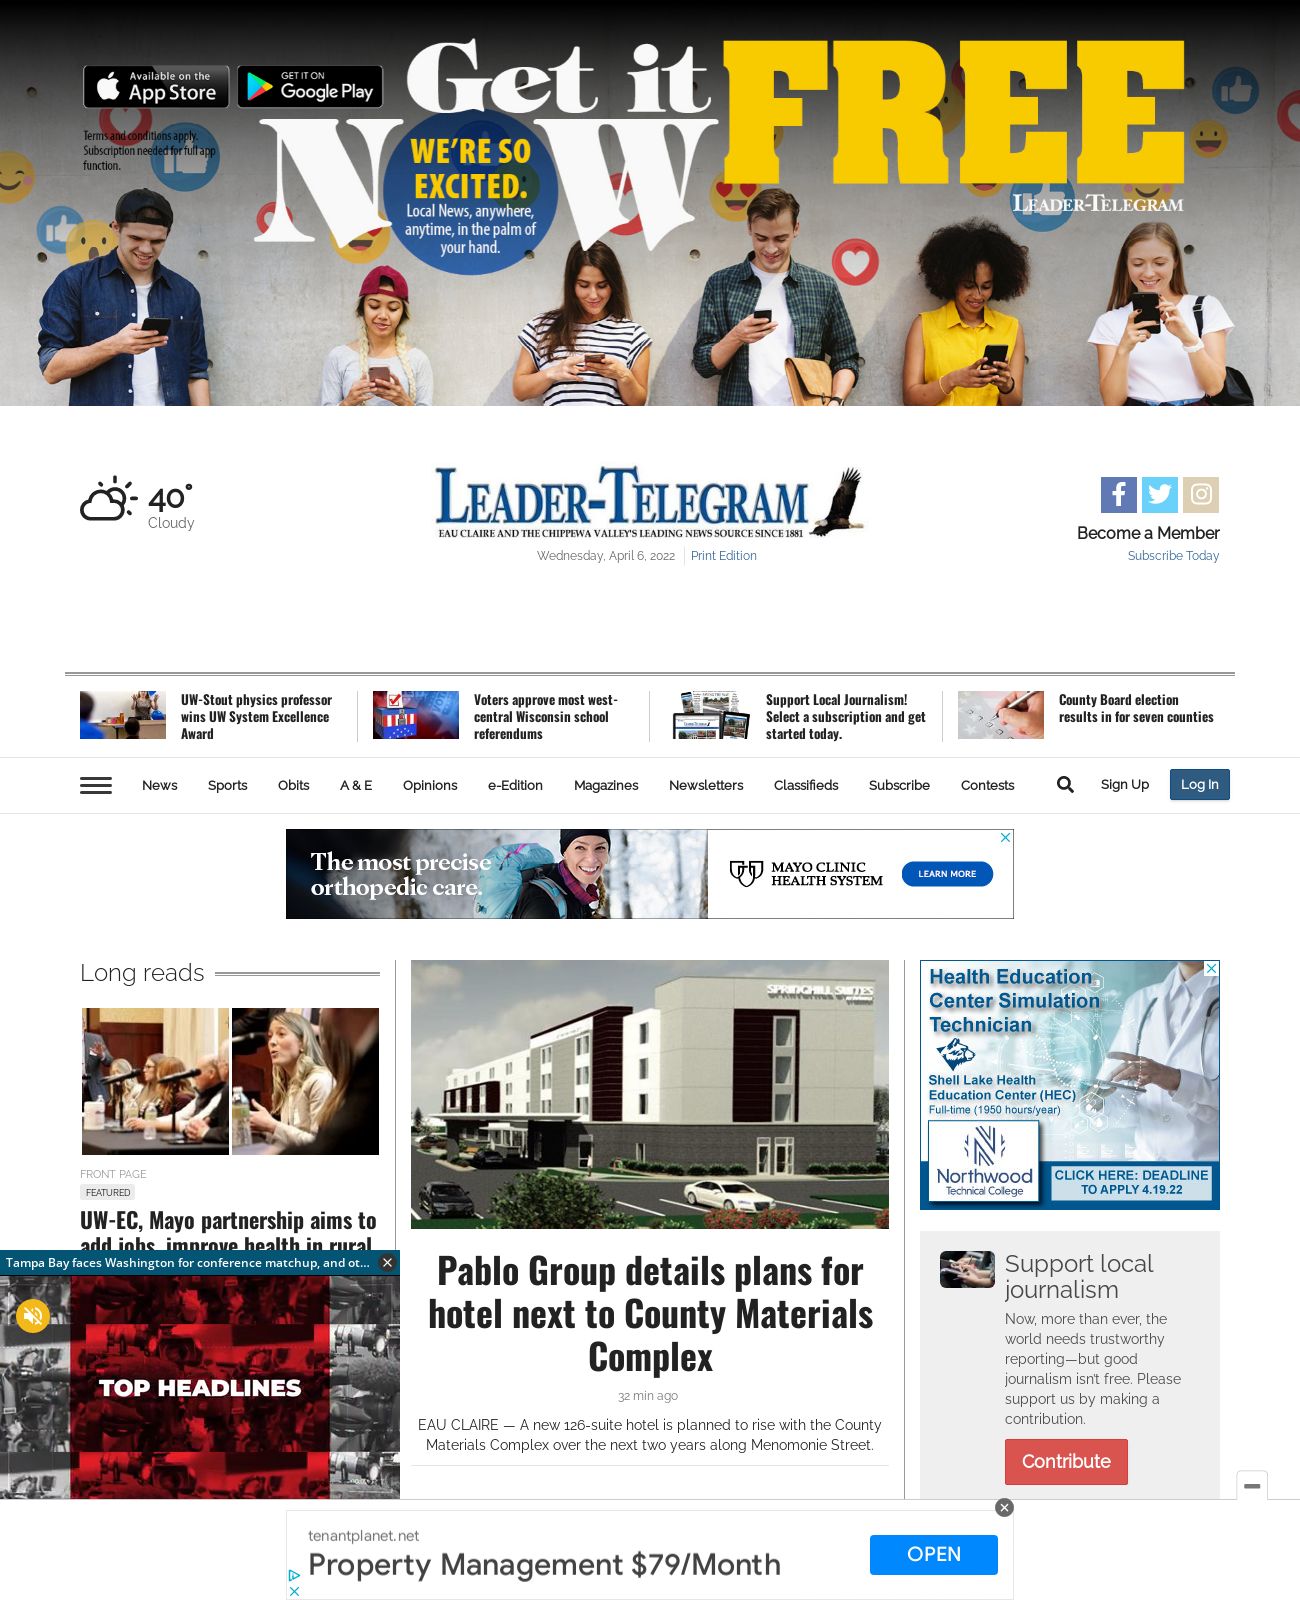 Get it
FREE
NOW
Available on the
App Store
GET IT ON
Google Play
Terms and conditions apply.
Subscription needed for full app
function.
WE'RE SO
EXCITED.
Local News, anywhere,
anytime, in the palm of
your hand.
LEADER-TELEGRAM
40°
Cloudy
LEADER-TELEGRAM
EAU CLAIRE AND THE CHIPPEWA VALLEY'S LEADING NEWS SOURCE SINCE 1881
Wednesday, April 6, 2022
Print Edition
Become a Member
Subscribe Today
UW-Stout physics professor
wins UW System Excellence
Award
Voters approve most west-
central Wisconsin school
referendums
Support Local Journalism!
Select a subscription and get
started today.
County Board election
results in for seven counties
News Sports Obits A & E Opinions e-Edition Magazines Newsletters Classifieds Subscribe Contests
Sign Up
Log In
The most precise
orthopedic care.
MAYO CLINIC
HEALTH SYSTEM
LEARN MORE
Long reads
FRONT PAGE
FEATURED
UW-EC, Mayo partnership aims to
add jobs, improve health in rural
Tampa Bay faces Washington for conference matchup, and ot...
TOP HEADLINES
SPRINGHILL SUITES
Pablo Group details plans for
hotel next to County Materials
Complex
32 min ago
EAU CLAIRE — A new 126-suite hotel is planned to rise with the County
Materials Complex over the next two years along Menomonie Street.
Health Education
Center Simulation
Technician
Shell Lake Health
Education Center (HEC)
Full-time (1950 hours/year)
Northwood
Technical College
CLICK HERE: DEADLINE
TO APPLY 4.19.22
Support local
journalism
Now, more than ever, the
world needs trustworthy
reporting—but good
journalism isn't free. Please
support us by making a
contribution.
Contribute
tenantplanet.net
Property Management $79/Month
OPEN